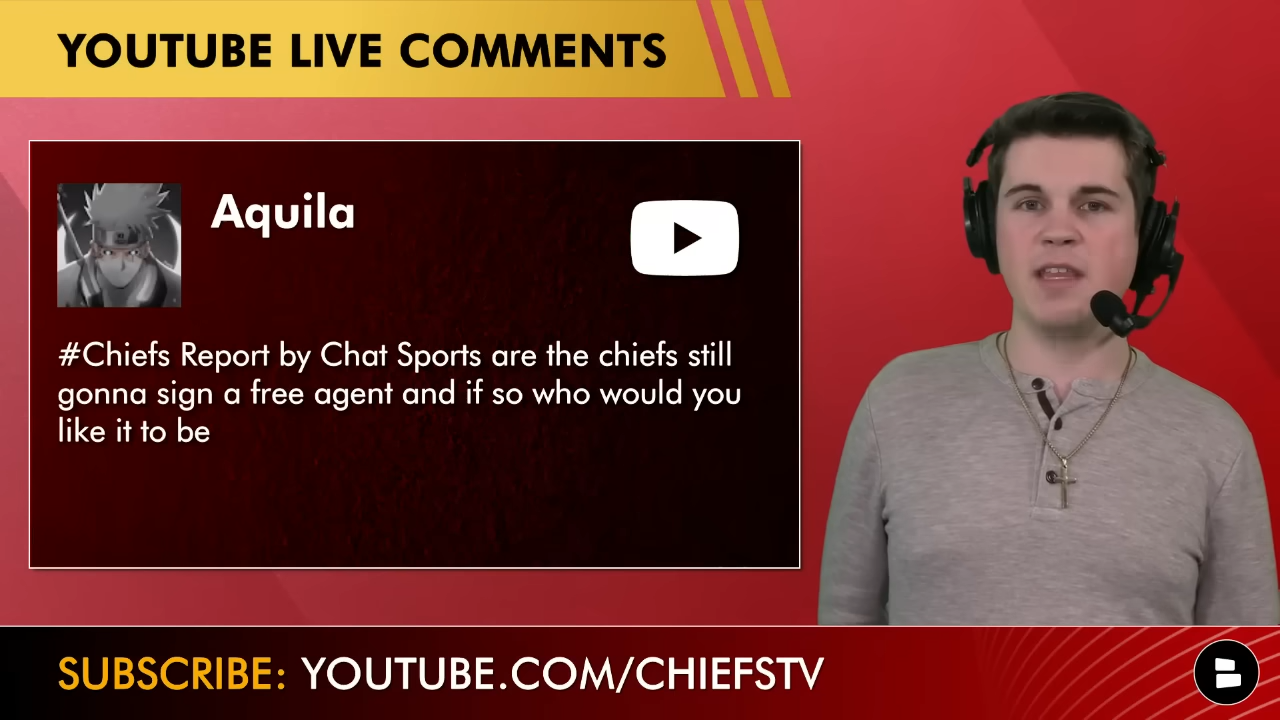 YOUTUBE LIVE COMMENTS
Aquila
#Chiefs Report by Chat Sports are the chiefs still
gonna sign a free agent and if so who would you
like it to be
SUBSCRIBE: YOUTUBE.COM/CHIEFSTV